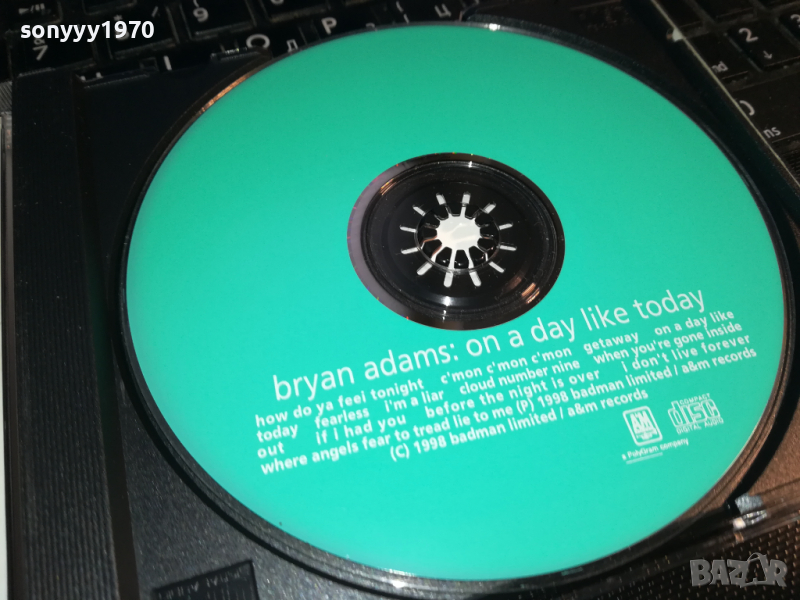 sonyyy1970
bryan adams: on a day like today
how do ya feel tonight c'mon c'mon c'mon getaway on a day like
today fearless i'm a liar cloud number nine when you're gone inside
out if I had you before the night is over I don't live forever
where angels fear to tread lie to me (P) 1998 badman limited / a&m records
(C) 1998 badman limited / a&m records
A&M
a PolyGram company
COMPACT
disc
DIGITAL AUDIO
BAZAR